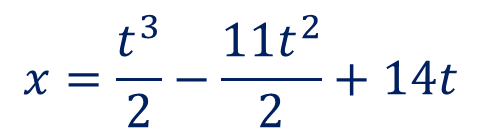 x = t³/2 − 11t²/2 + 14t